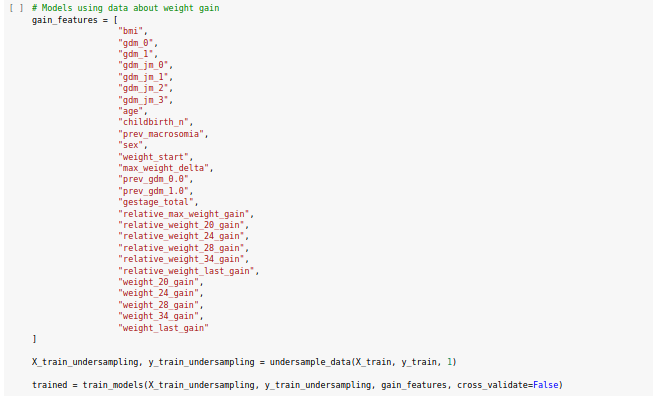 [ ] # Models using data about weight gain
gain_features = [
"bmi",
"gdm_0",
"gdm_1",
"gdm_jm_0",
"gdm_jm_1",
"gdm_jm_2",
"gdm_jm_3",
"age",
"childbirth_n",
"prev_macrosomia",
"sex",
"weight_start",
"max_weight_delta",
"prev_gdm_0.0",
"prev_gdm_1.0",
"gestage_total",
"relative_max_weight_gain",
"relative_weight_20_gain",
"relative_weight_24_gain",
"relative_weight_28_gain",
"relative_weight_34_gain",
"relative_weight_last_gain",
"weight_20_gain",
"weight_24_gain",
"weight_28_gain",
"weight_34_gain",
"weight_last_gain"
]
X_train_undersampling, y_train_undersampling = undersample_data(X_train, y_train, 1)
trained = train_models(X_train_undersampling, y_train_undersampling, gain_features, cross_validate=False)